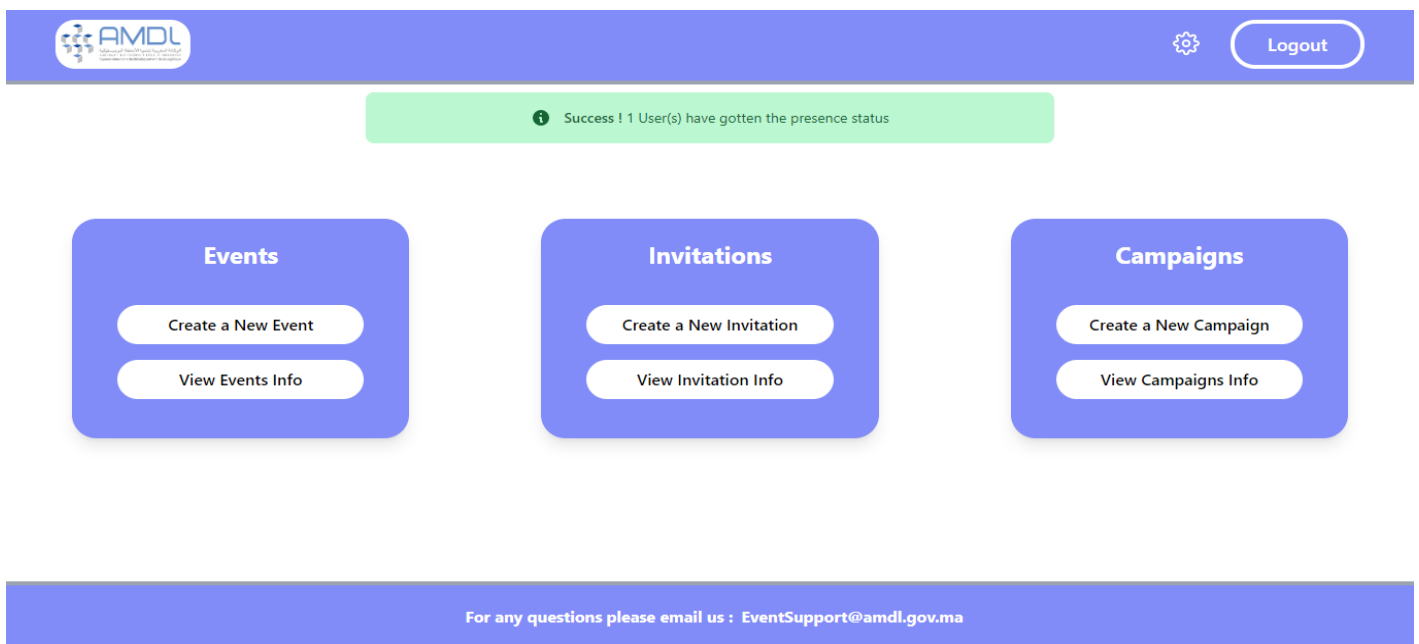 AMDL
Logout
Success ! 1 User(s) have gotten the presence status
Events
Create a New Event
View Events Info
Invitations
Create a New Invitation
View Invitation Info
Campaigns
Create a New Campaign
View Campaigns Info
For any questions please email us : EventSupport@amdl.gov.ma